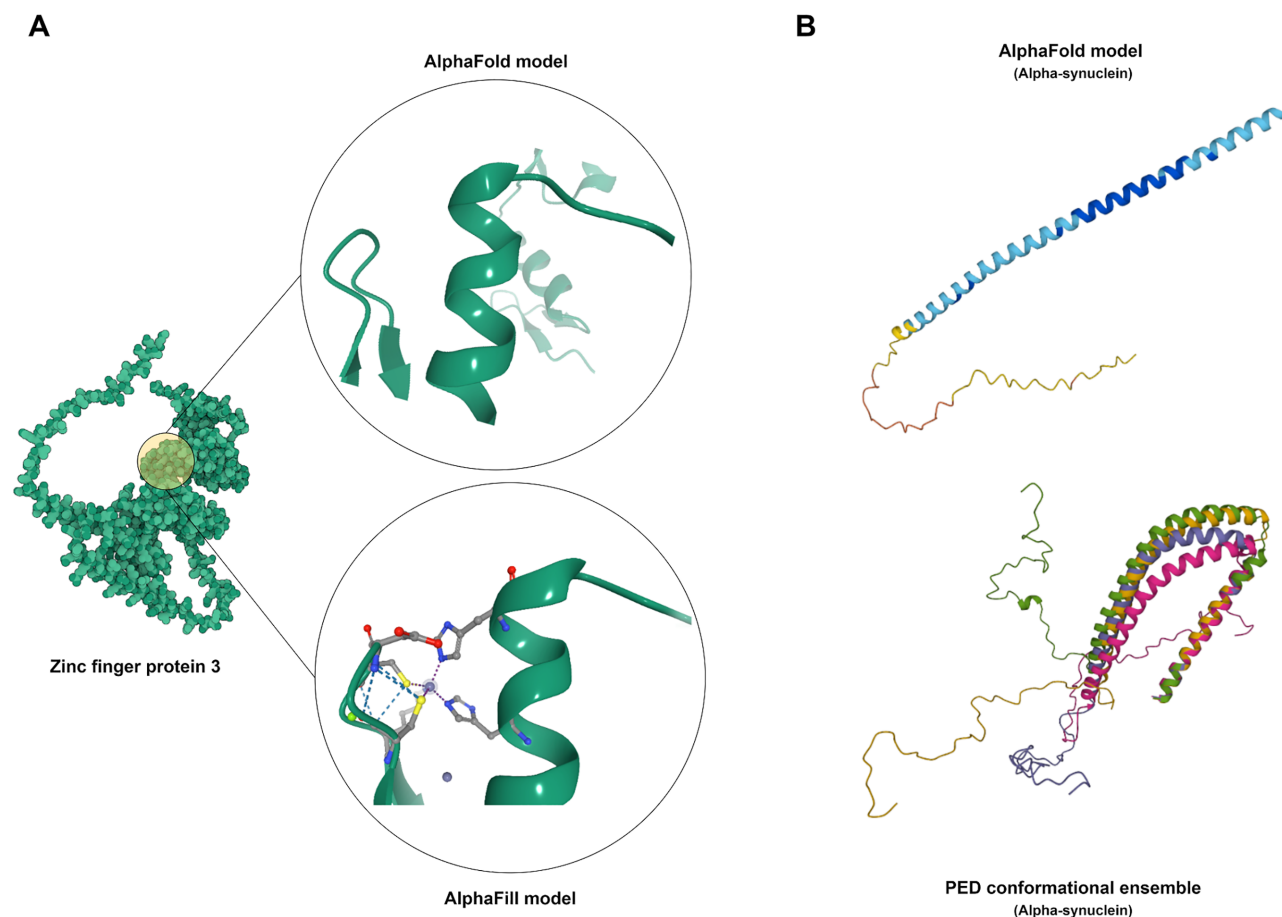 A
AlphaFold model
Zinc finger protein 3
AlphaFill model
B
AlphaFold model
(Alpha-synuclein)
PED conformational ensemble
(Alpha-synuclein)